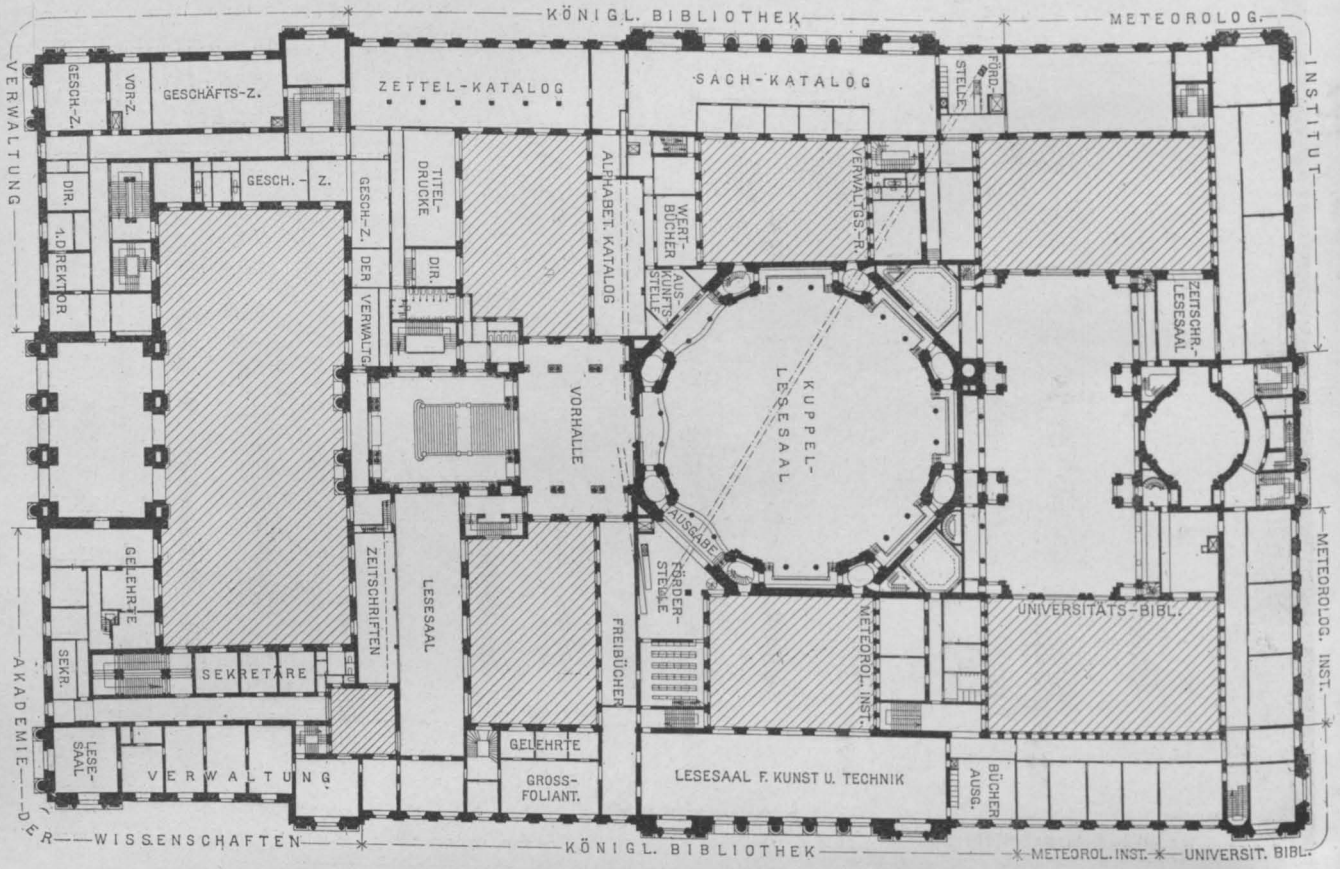 KÖNIGL. BIBLIOTHEK
METEOROLOG.
INSTITUT
VERWALTUNG
GESCH.-Z.
VOR-Z.
GESCHÄFTS-Z.
ZETTEL-KATALOG
SACH-KATALOG
FÖRD.-
STELLE
DIR.
1. DIREKTOR
GESCH.-Z.
GESCH.-Z.
DER
VERWALTG.
TITEL-
DRUCKE
DIR.
ALPHABET. KATALOG
WERT-
BÜCHER
AUS-
KUNFTS
STELLE
VERWALTGS.-R.
ZEITSCHR.-
LESESAAL
VORHALLE
KUPPEL-
LESESAAL
AUSGABE
FÖRDER-
STELLE
GELEHRTE
SEKR.
SEKRETÄRE
ZEITSCHRIFTEN
LESESAAL
FREIBÜCHER
METEOROL. INST.
UNIVERSITÄTS-BIBL.
METEOROLOG. INST.
LESE-
SAAL
VERWALTUNG.
GELEHRTE
GROSS-
FOLIANT.
LESESAAL F. KUNST U. TECHNIK
BÜCHER
AUSG.
AKADEMIE
DER
WISSENSCHAFTEN
KÖNIGL. BIBLIOTHEK
METEOROL. INST.
UNIVERSIT. BIBL.